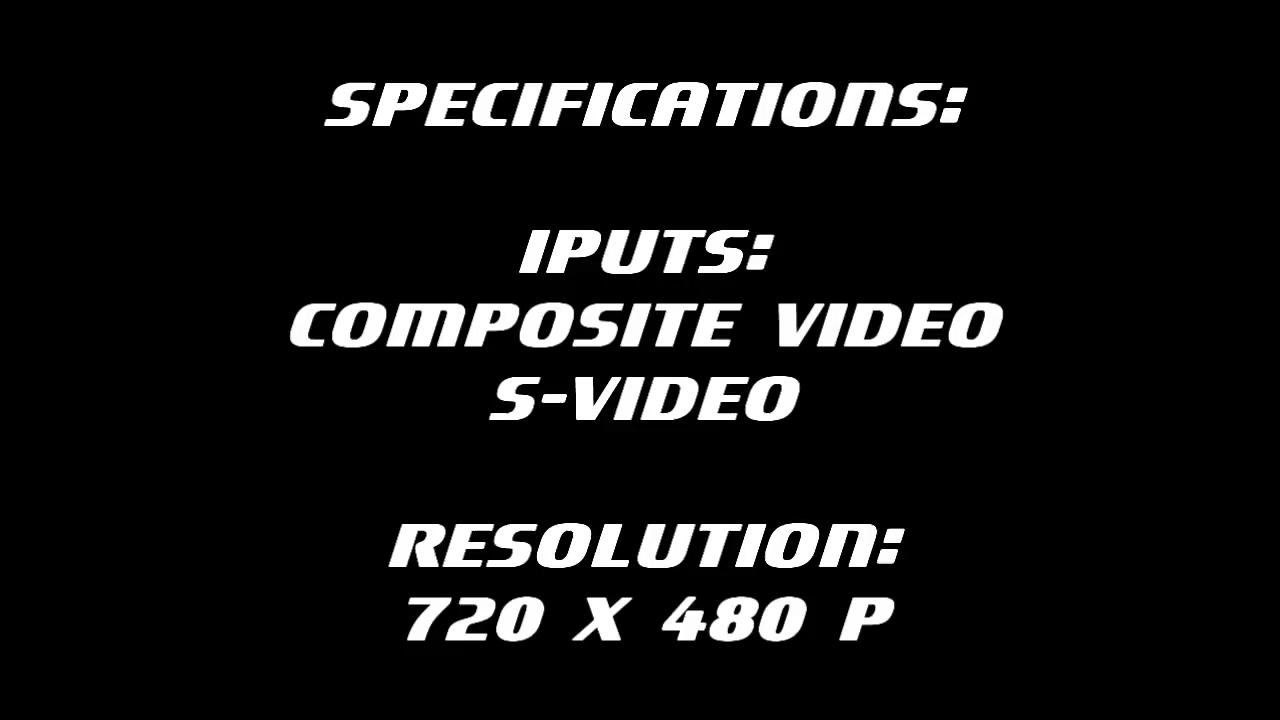 SPECIFICATIONS:
IPUTS:
COMPOSITE VIDEO
S-VIDEO
RESOLUTION:
720 X 480 P